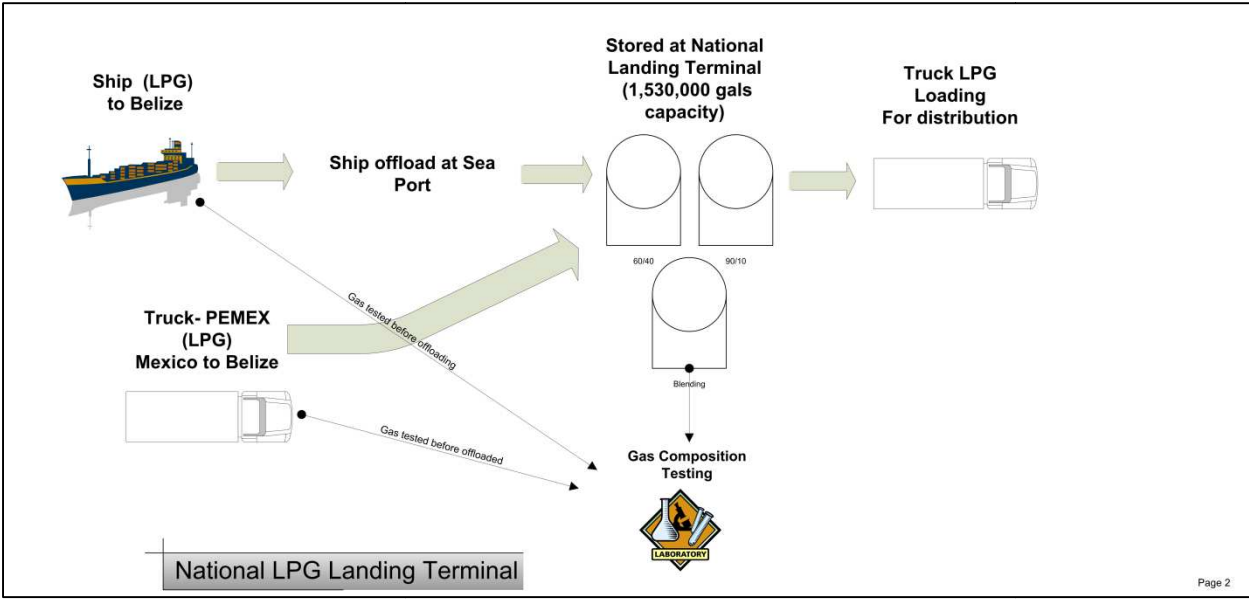 Ship (LPG)
to Belize
Ship offload at Sea
Port
Stored at National
Landing Terminal
(1,530,000 gals
capacity)
Truck LPG
Loading
For distribution
60/40
90/10
Blending
Gas tested before offloading
Truck- PEMEX
(LPG)
Mexico to Belize
Gas tested before offloaded
Gas Composition
Testing
LABORATORY
National LPG Landing Terminal
Page 2